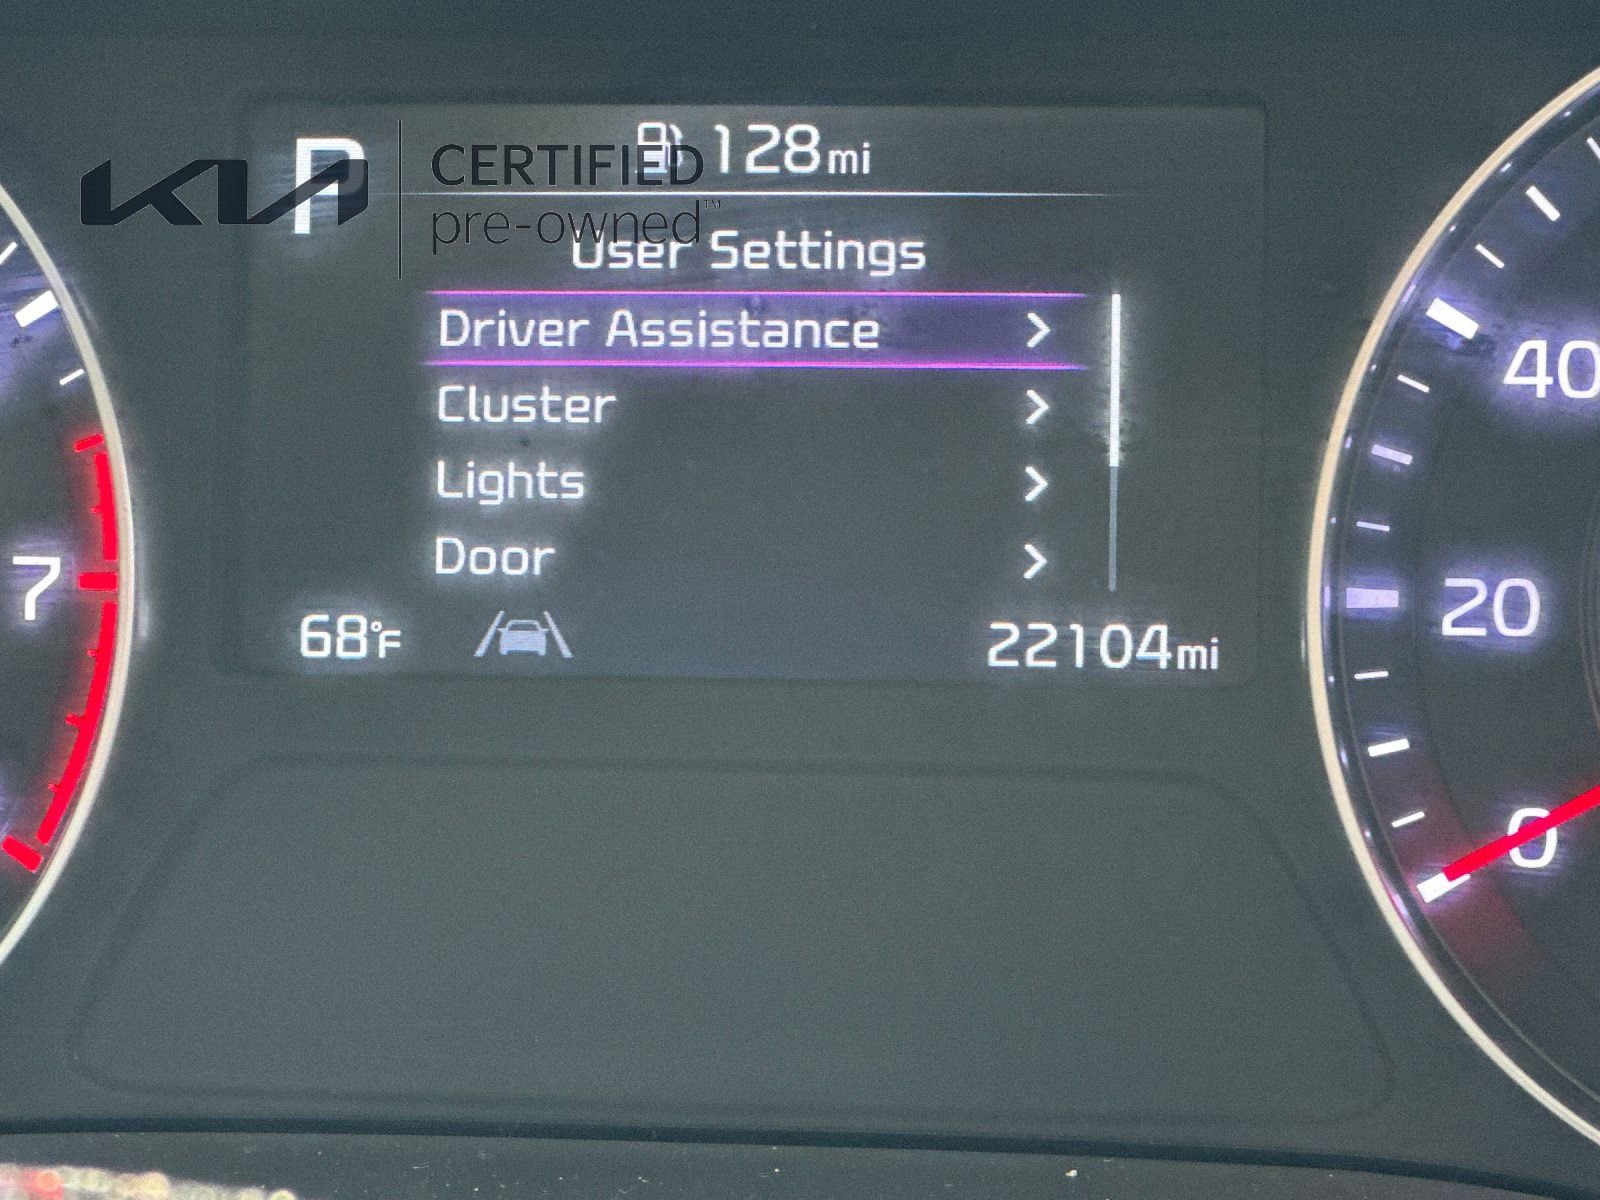 P
128mi
KIA
CERTIFIED
pre-owned™
User Settings
Driver Assistance >
Cluster >
Lights >
Door >
68°F
22104mi
7
40
20
0